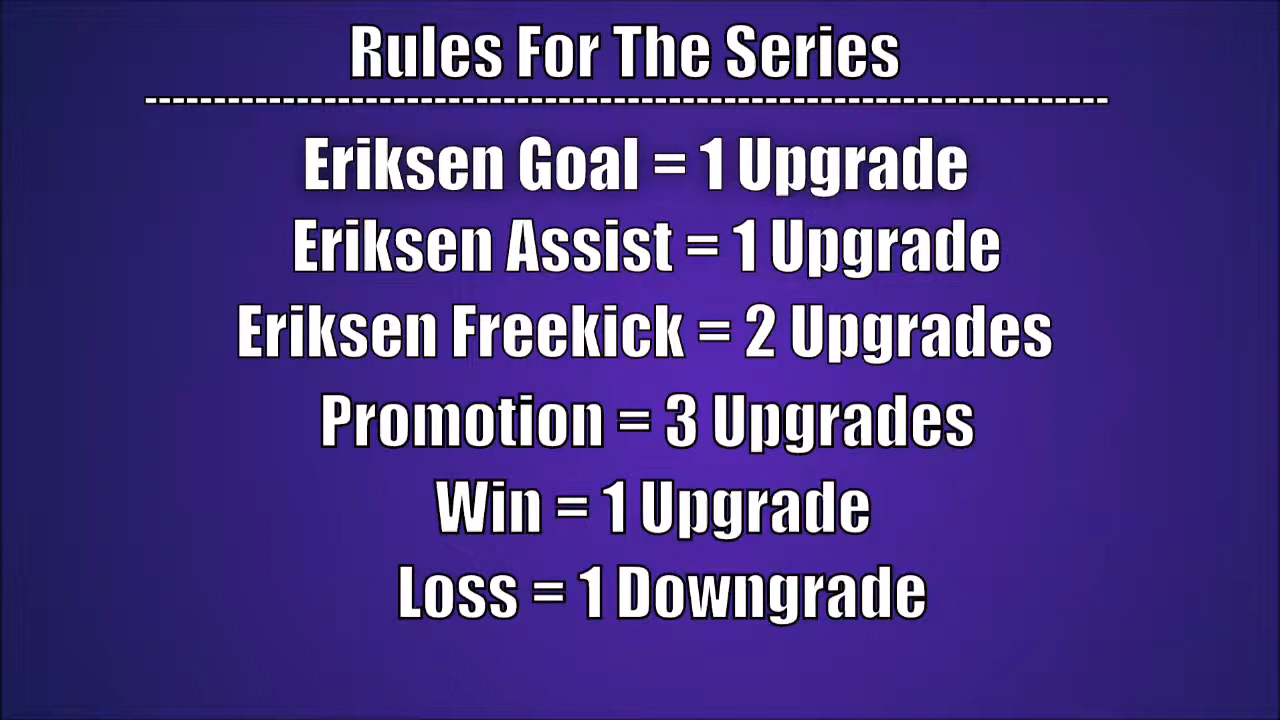 Rules For The Series
Eriksen Goal = 1 Upgrade
Eriksen Assist = 1 Upgrade
Eriksen Freekick = 2 Upgrades
Promotion = 3 Upgrades
Win = 1 Upgrade
Loss = 1 Downgrade